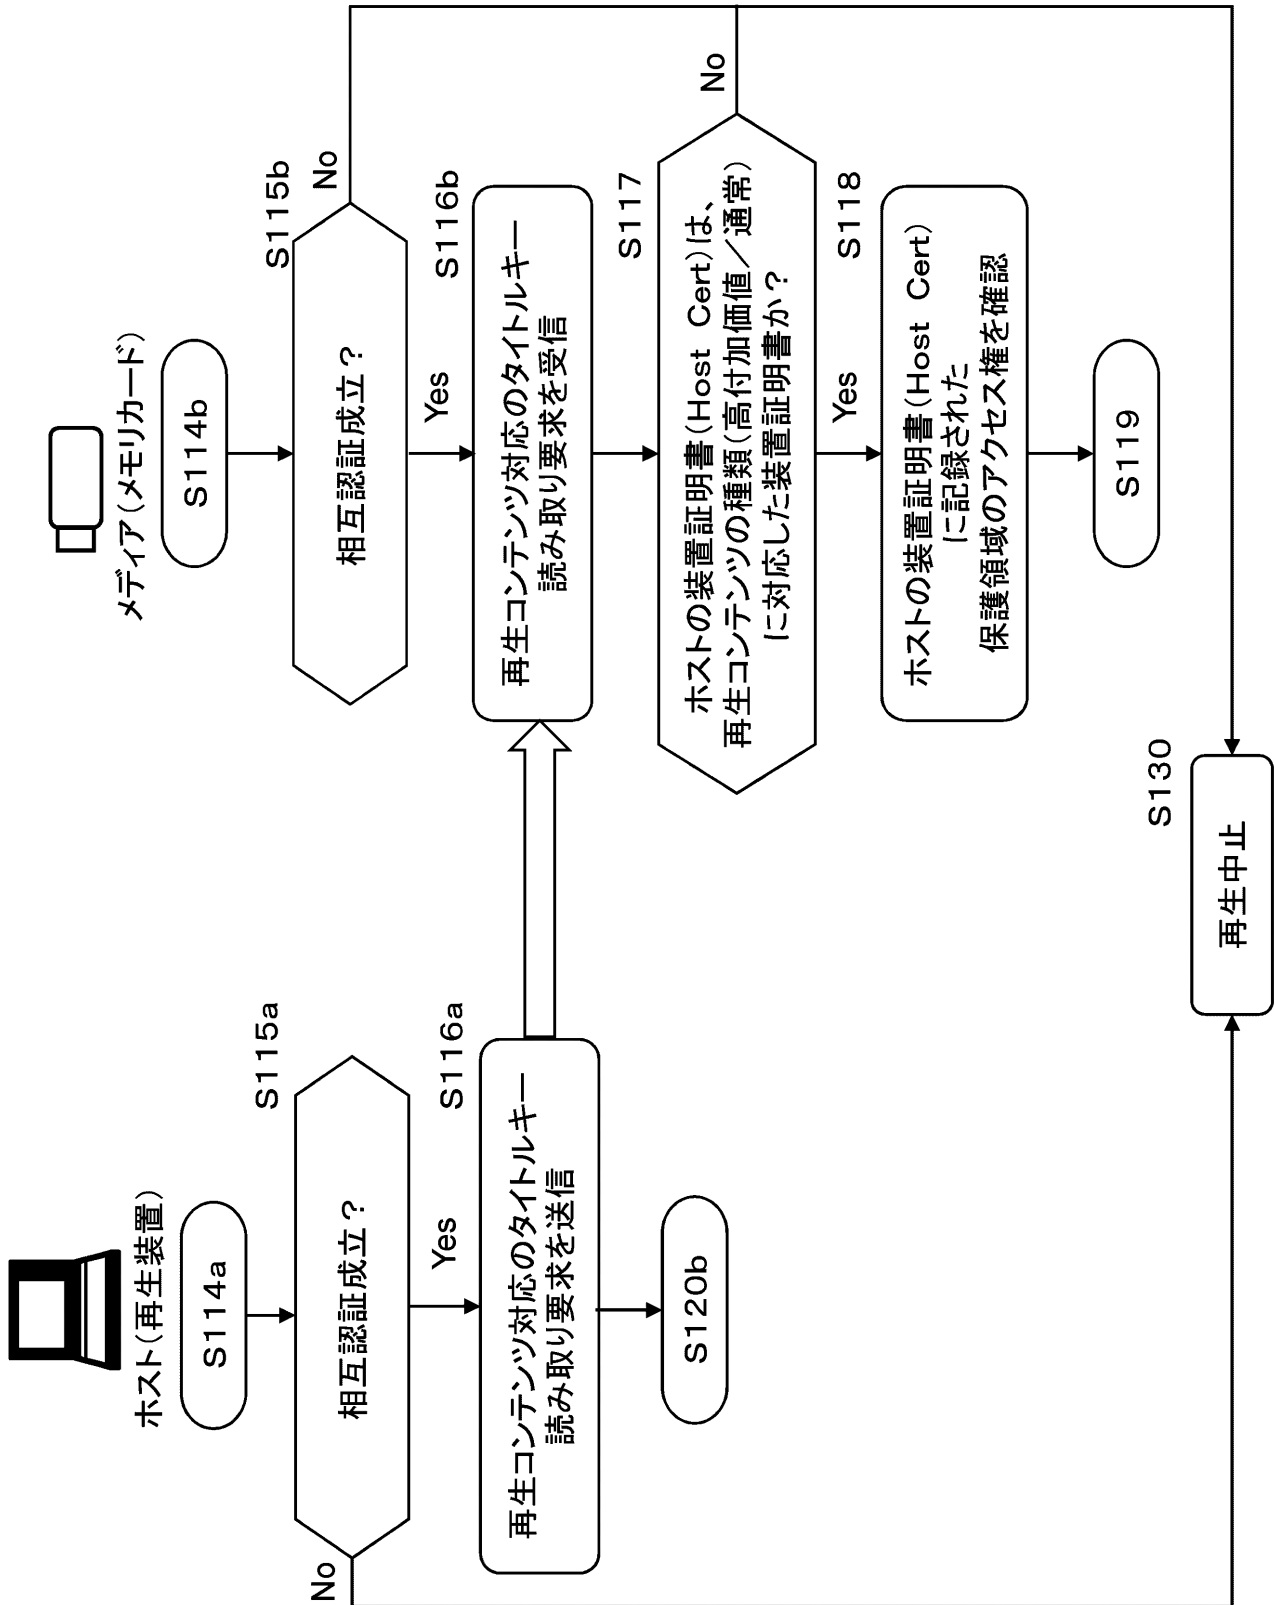 ホスト(再生装置)
S114a
S115a
相互認証成立?
No
Yes
S116a
再生コンテンツ対応のタイトルキー
読み取り要求を送信
S120b
メディア(メモリカード)
S114b
S115b
相互認証成立?
No
Yes
S116b
再生コンテンツ対応のタイトルキー
読み取り要求を受信
S117
ホストの装置証明書(Host Cert)は、
再生コンテンツの種類(高付加価値/通常)
に対応した装置証明書か?
No
Yes
S118
ホストの装置証明書(Host Cert)
に記録された
保護領域のアクセス権を確認
S119
S130
再生中止